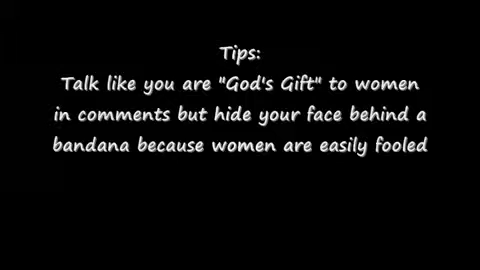 Tips:
Talk like you are "God's Gift" to women
in comments but hide your face behind a
bandana because women are easily fooled